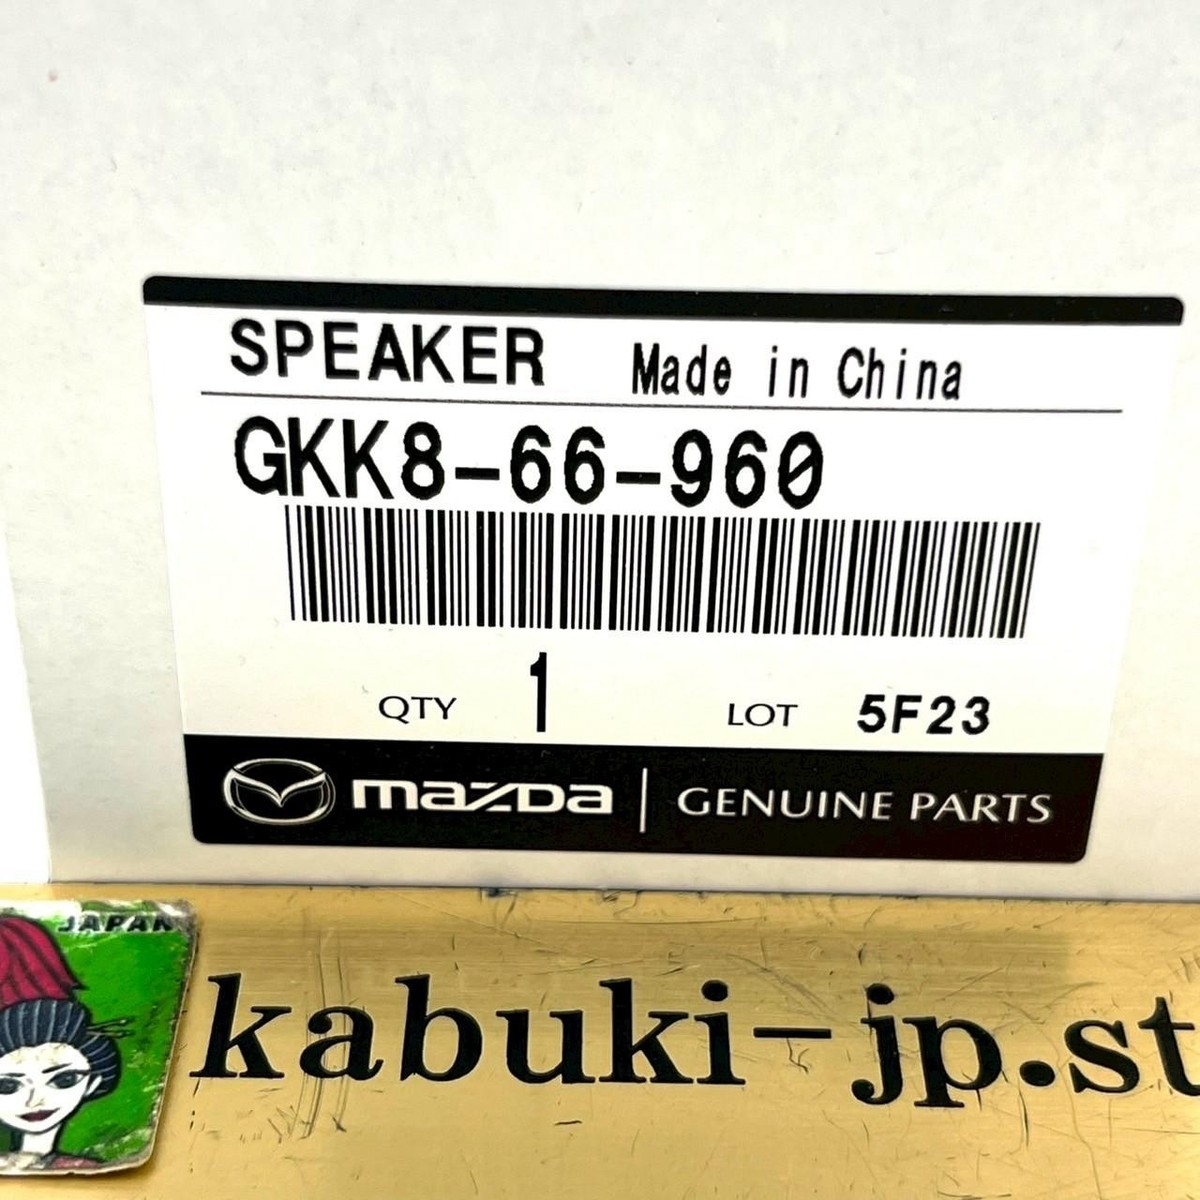 SPEAKER Made in China
GKK8-66-960
QTY 1 LOT 5F23
mazda | GENUINE PARTS
JAPAN
kabuki-jp.st